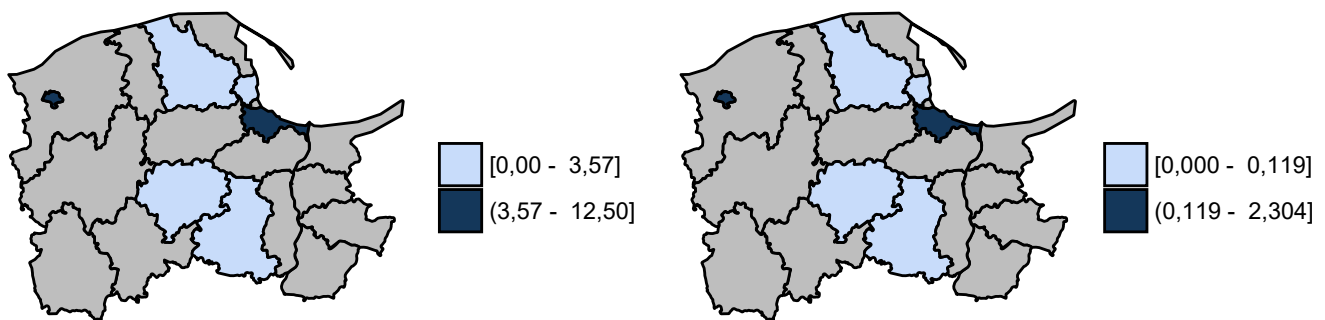 [0,00 - 3,57]
(3,57 - 12,50]
[0,000 - 0,119]
(0,119 - 2,304]